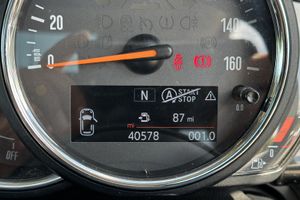 20
mph
0
140
160
N
A START
STOP
87 mi
mi
40578 001.0
OFF